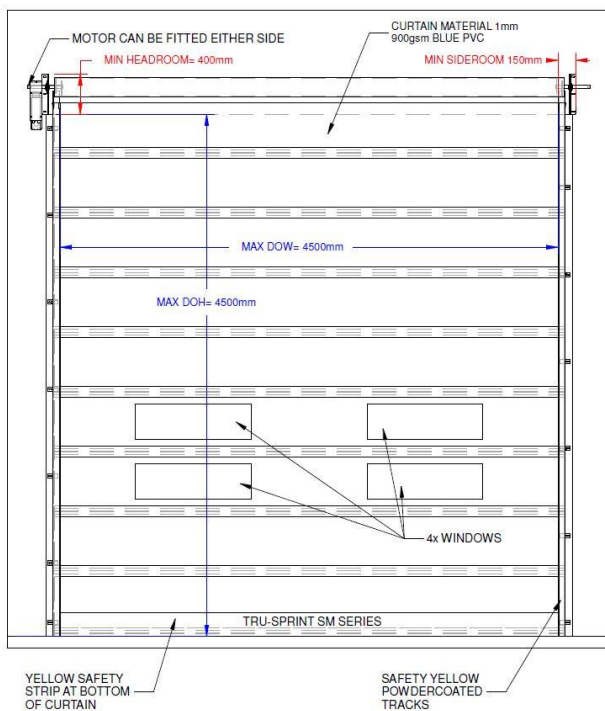 MOTOR CAN BE FITTED EITHER SIDE
CURTAIN MATERIAL 1mm
900gsm BLUE PVC
MIN HEADROOM= 400mm
MIN SIDEROOM 150mm
MAX DOW= 4500mm
MAX DOH= 4500mm
4x WINDOWS
TRU-SPRINT SM SERIES
YELLOW SAFETY
STRIP AT BOTTOM
OF CURTAIN
SAFETY YELLOW
POWDERCOATED
TRACKS